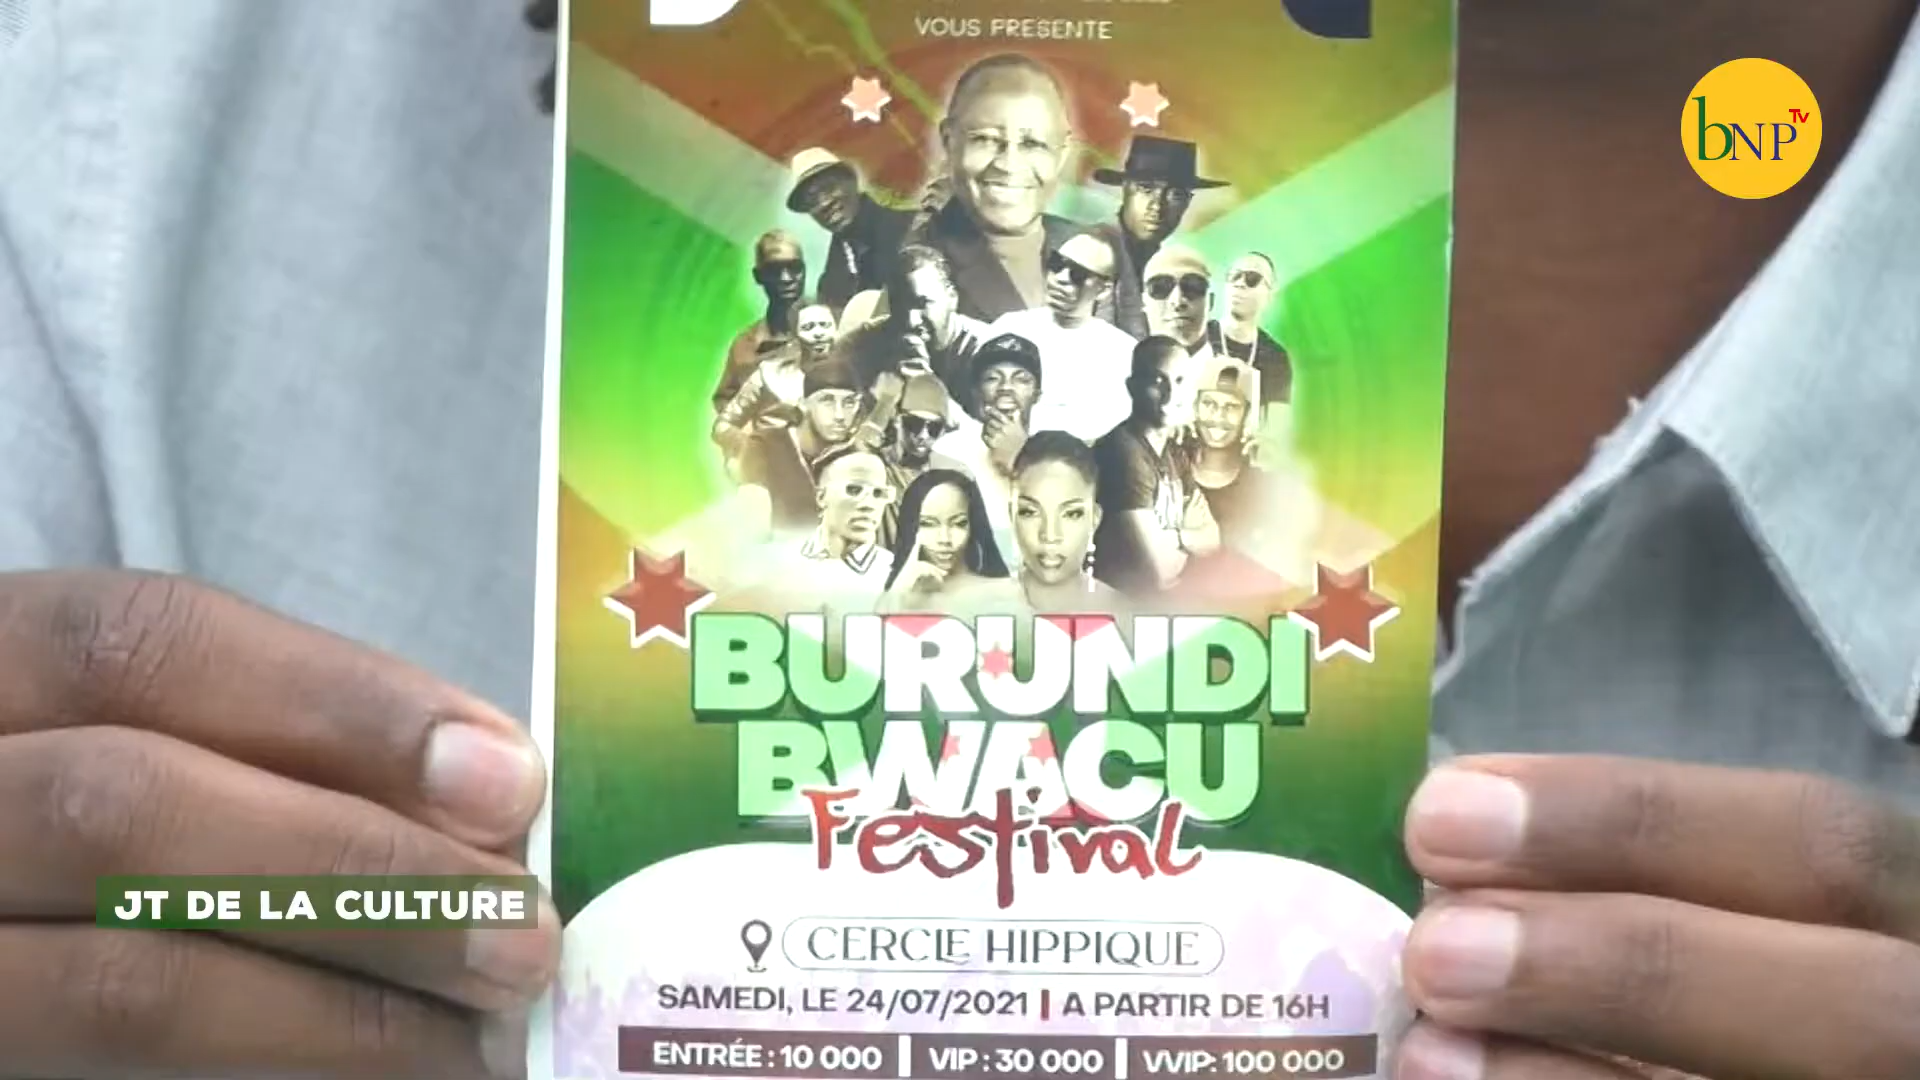 VOUS PRESENTE
bNP Tv
BURUNDI
BWACU
Festival
JT DE LA CULTURE
CERCLE HIPPIQUE
SAMEDI, LE 24/07/2021 | A PARTIR DE 16H
ENTRÉE : 10 000 | VIP : 30 000 | VVIP: 100 000